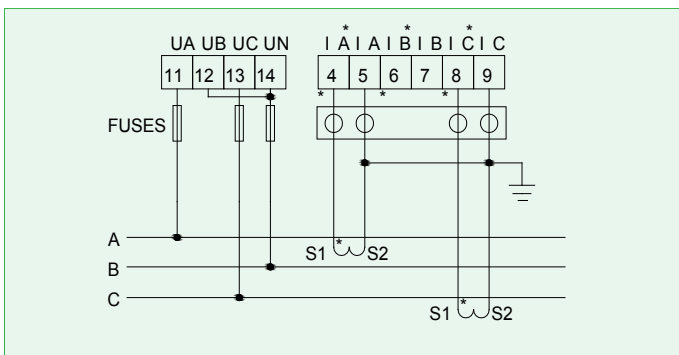 UA UB UC UN
I A* I A I B* I B I C* I C
11 12 13 14
4 5 6 7 8 9
* * *
FUSES
A
S1 * S2
B
C
S1 * S2